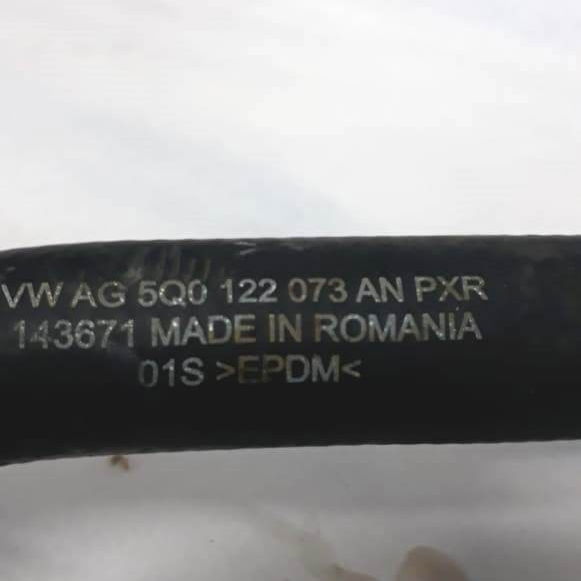 VW AG 5Q0 122 073 AN PXR
143671 MADE IN ROMANIA
01S >EPDM<